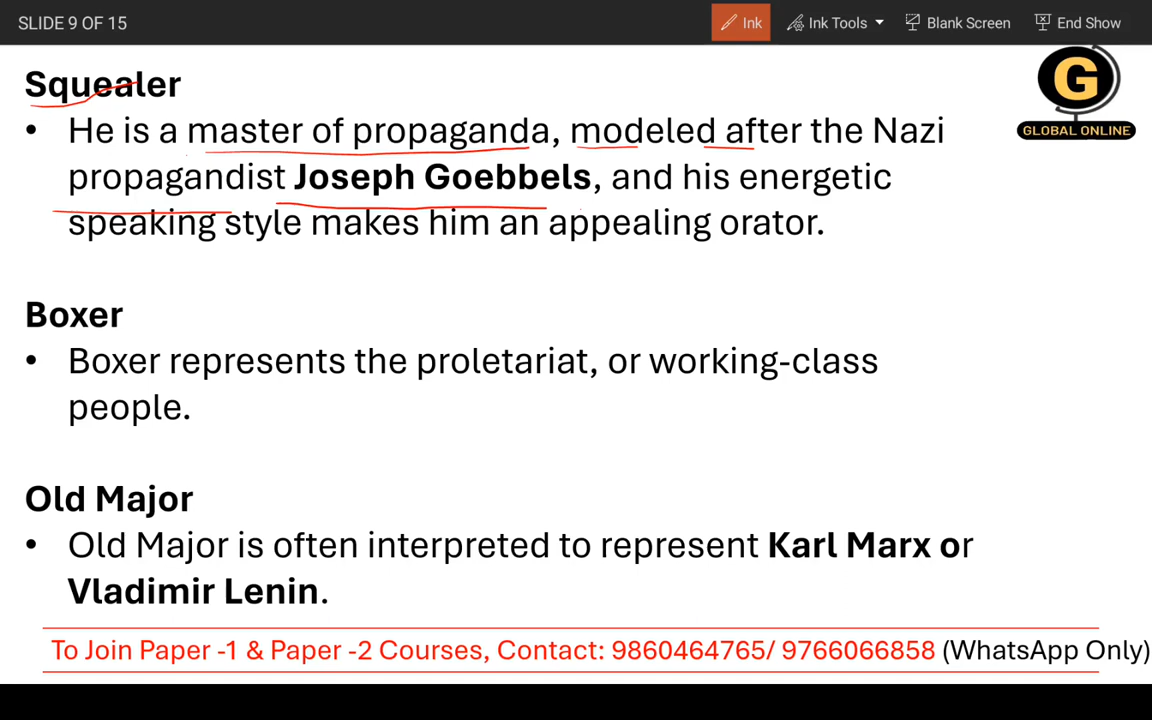 SLIDE 9 OF 15
Ink
Ink Tools
Blank Screen
End Show
G
GLOBAL ONLINE
Squealer
• He is a master of propaganda, modeled after the Nazi
propagandist Joseph Goebbels, and his energetic
speaking style makes him an appealing orator.
Boxer
• Boxer represents the proletariat, or working-class
people.
Old Major
• Old Major is often interpreted to represent Karl Marx or
Vladimir Lenin.
To Join Paper -1 & Paper -2 Courses, Contact: 9860464765/ 9766066858 (WhatsApp Only)